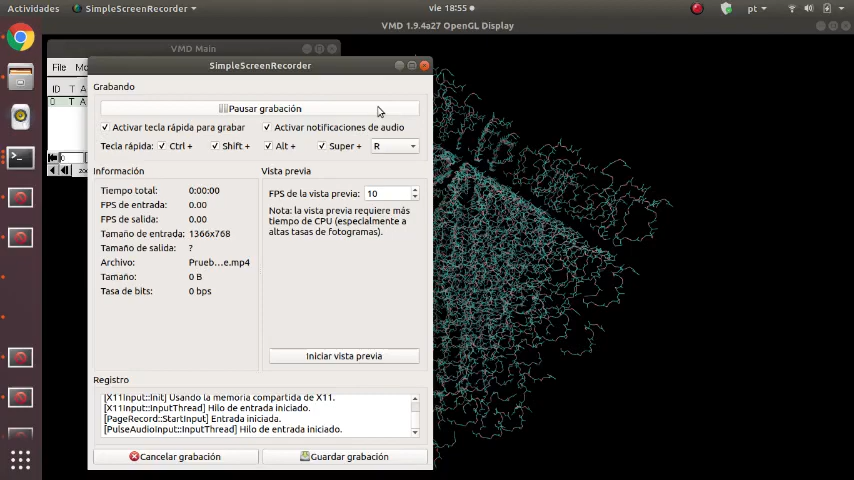 Actividades
SimpleScreenRecorder
vie 18:55
pt
VMD 1.9.4a27 OpenGL Display
VMD Main
File
ID T A
0 T A
0
SimpleScreenRecorder
Grabando
Pausar grabación
Activar tecla rápida para grabar
Activar notificaciones de audio
Tecla rápida: Ctrl + Shift + Alt + Super + R
Información
Tiempo total: 0:00:00
FPS de entrada: 0.00
FPS de salida: 0.00
Tamaño de entrada: 1366x768
Tamaño de salida: ?
Archivo: Prueb…e.mp4
Tamaño: 0 B
Tasa de bits: 0 bps
Vista previa
FPS de la vista previa: 10
Nota: la vista previa requiere más
tiempo de CPU (especialmente a
altas tasas de fotogramas).
Iniciar vista previa
Registro
[X11Input::Init] Usando la memoria compartida de X11.
[X11Input::InputThread] Hilo de entrada iniciado.
[PageRecord::StartInput] Entrada iniciada.
[PulseAudioInput::InputThread] Hilo de entrada iniciado.
Cancelar grabación
Guardar grabación